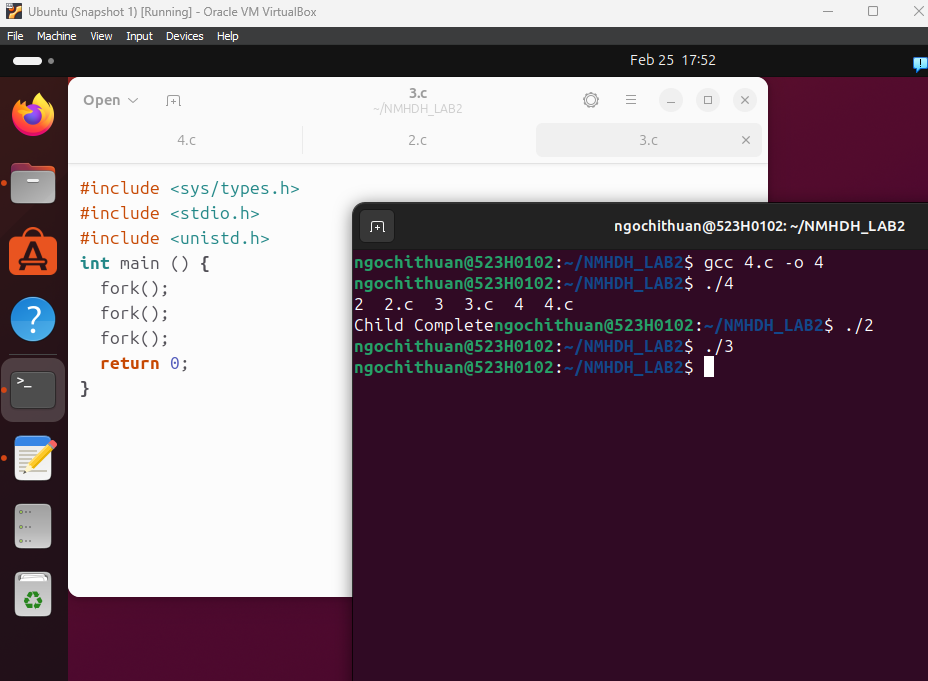 Ubuntu (Snapshot 1) [Running] - Oracle VM VirtualBox
File Machine View Input Devices Help
Feb 25 17:52
Open
3.c
~/NMHDH_LAB2
4.c 2.c 3.c
#include <sys/types.h>
#include <stdio.h>
#include <unistd.h>
int main () {
fork();
fork();
fork();
return 0;
}
ngochithuan@523H0102: ~/NMHDH_LAB2
ngochithuan@523H0102:~/NMHDH_LAB2$ gcc 4.c -o 4
ngochithuan@523H0102:~/NMHDH_LAB2$ ./4
2 2.c 3 3.c 4 4.c
Child Completengochithuan@523H0102:~/NMHDH_LAB2$ ./2
ngochithuan@523H0102:~/NMHDH_LAB2$ ./3
ngochithuan@523H0102:~/NMHDH_LAB2$